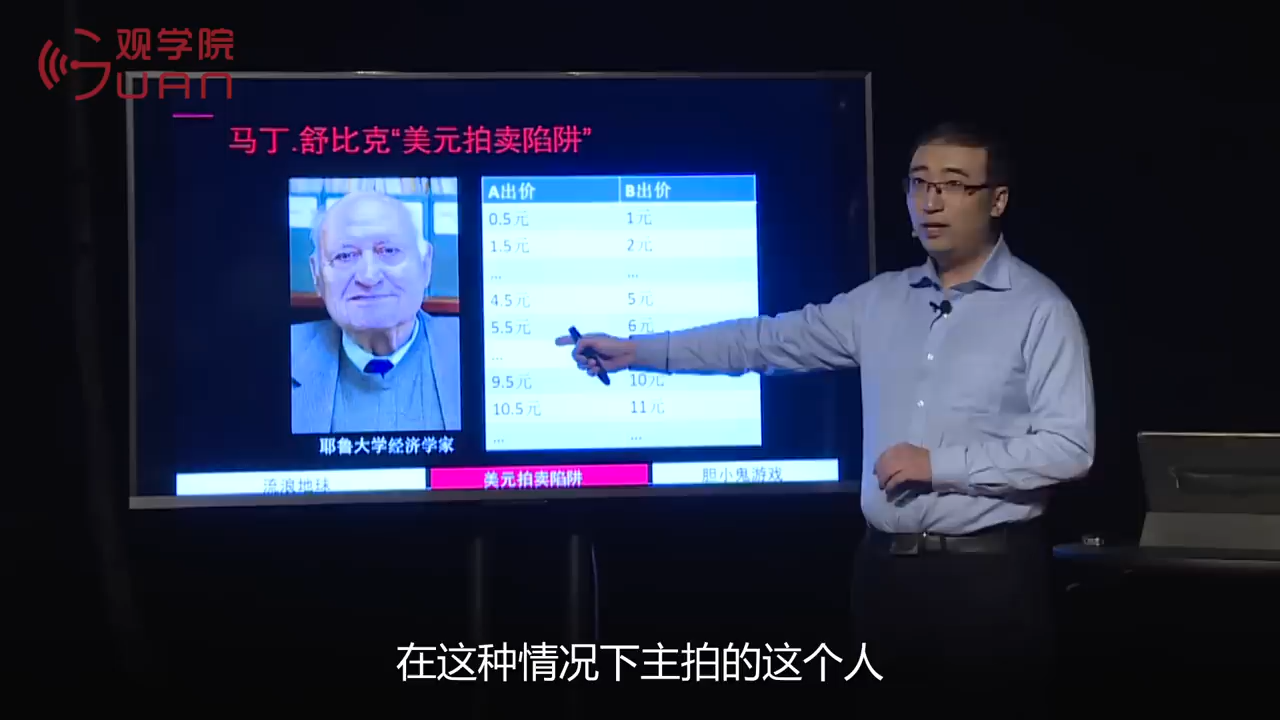 观学院
GUAN
马丁.舒比克“美元拍卖陷阱”
A出价 B出价
0.5元 1元
1.5元 2元
... ...
4.5元 5元
5.5元 6元
...
9.5元 10元
10.5元 11元
... ...
耶鲁大学经济学家
流浪地球 美元拍卖陷阱 胆小鬼游戏
在这种情况下主拍的这个人